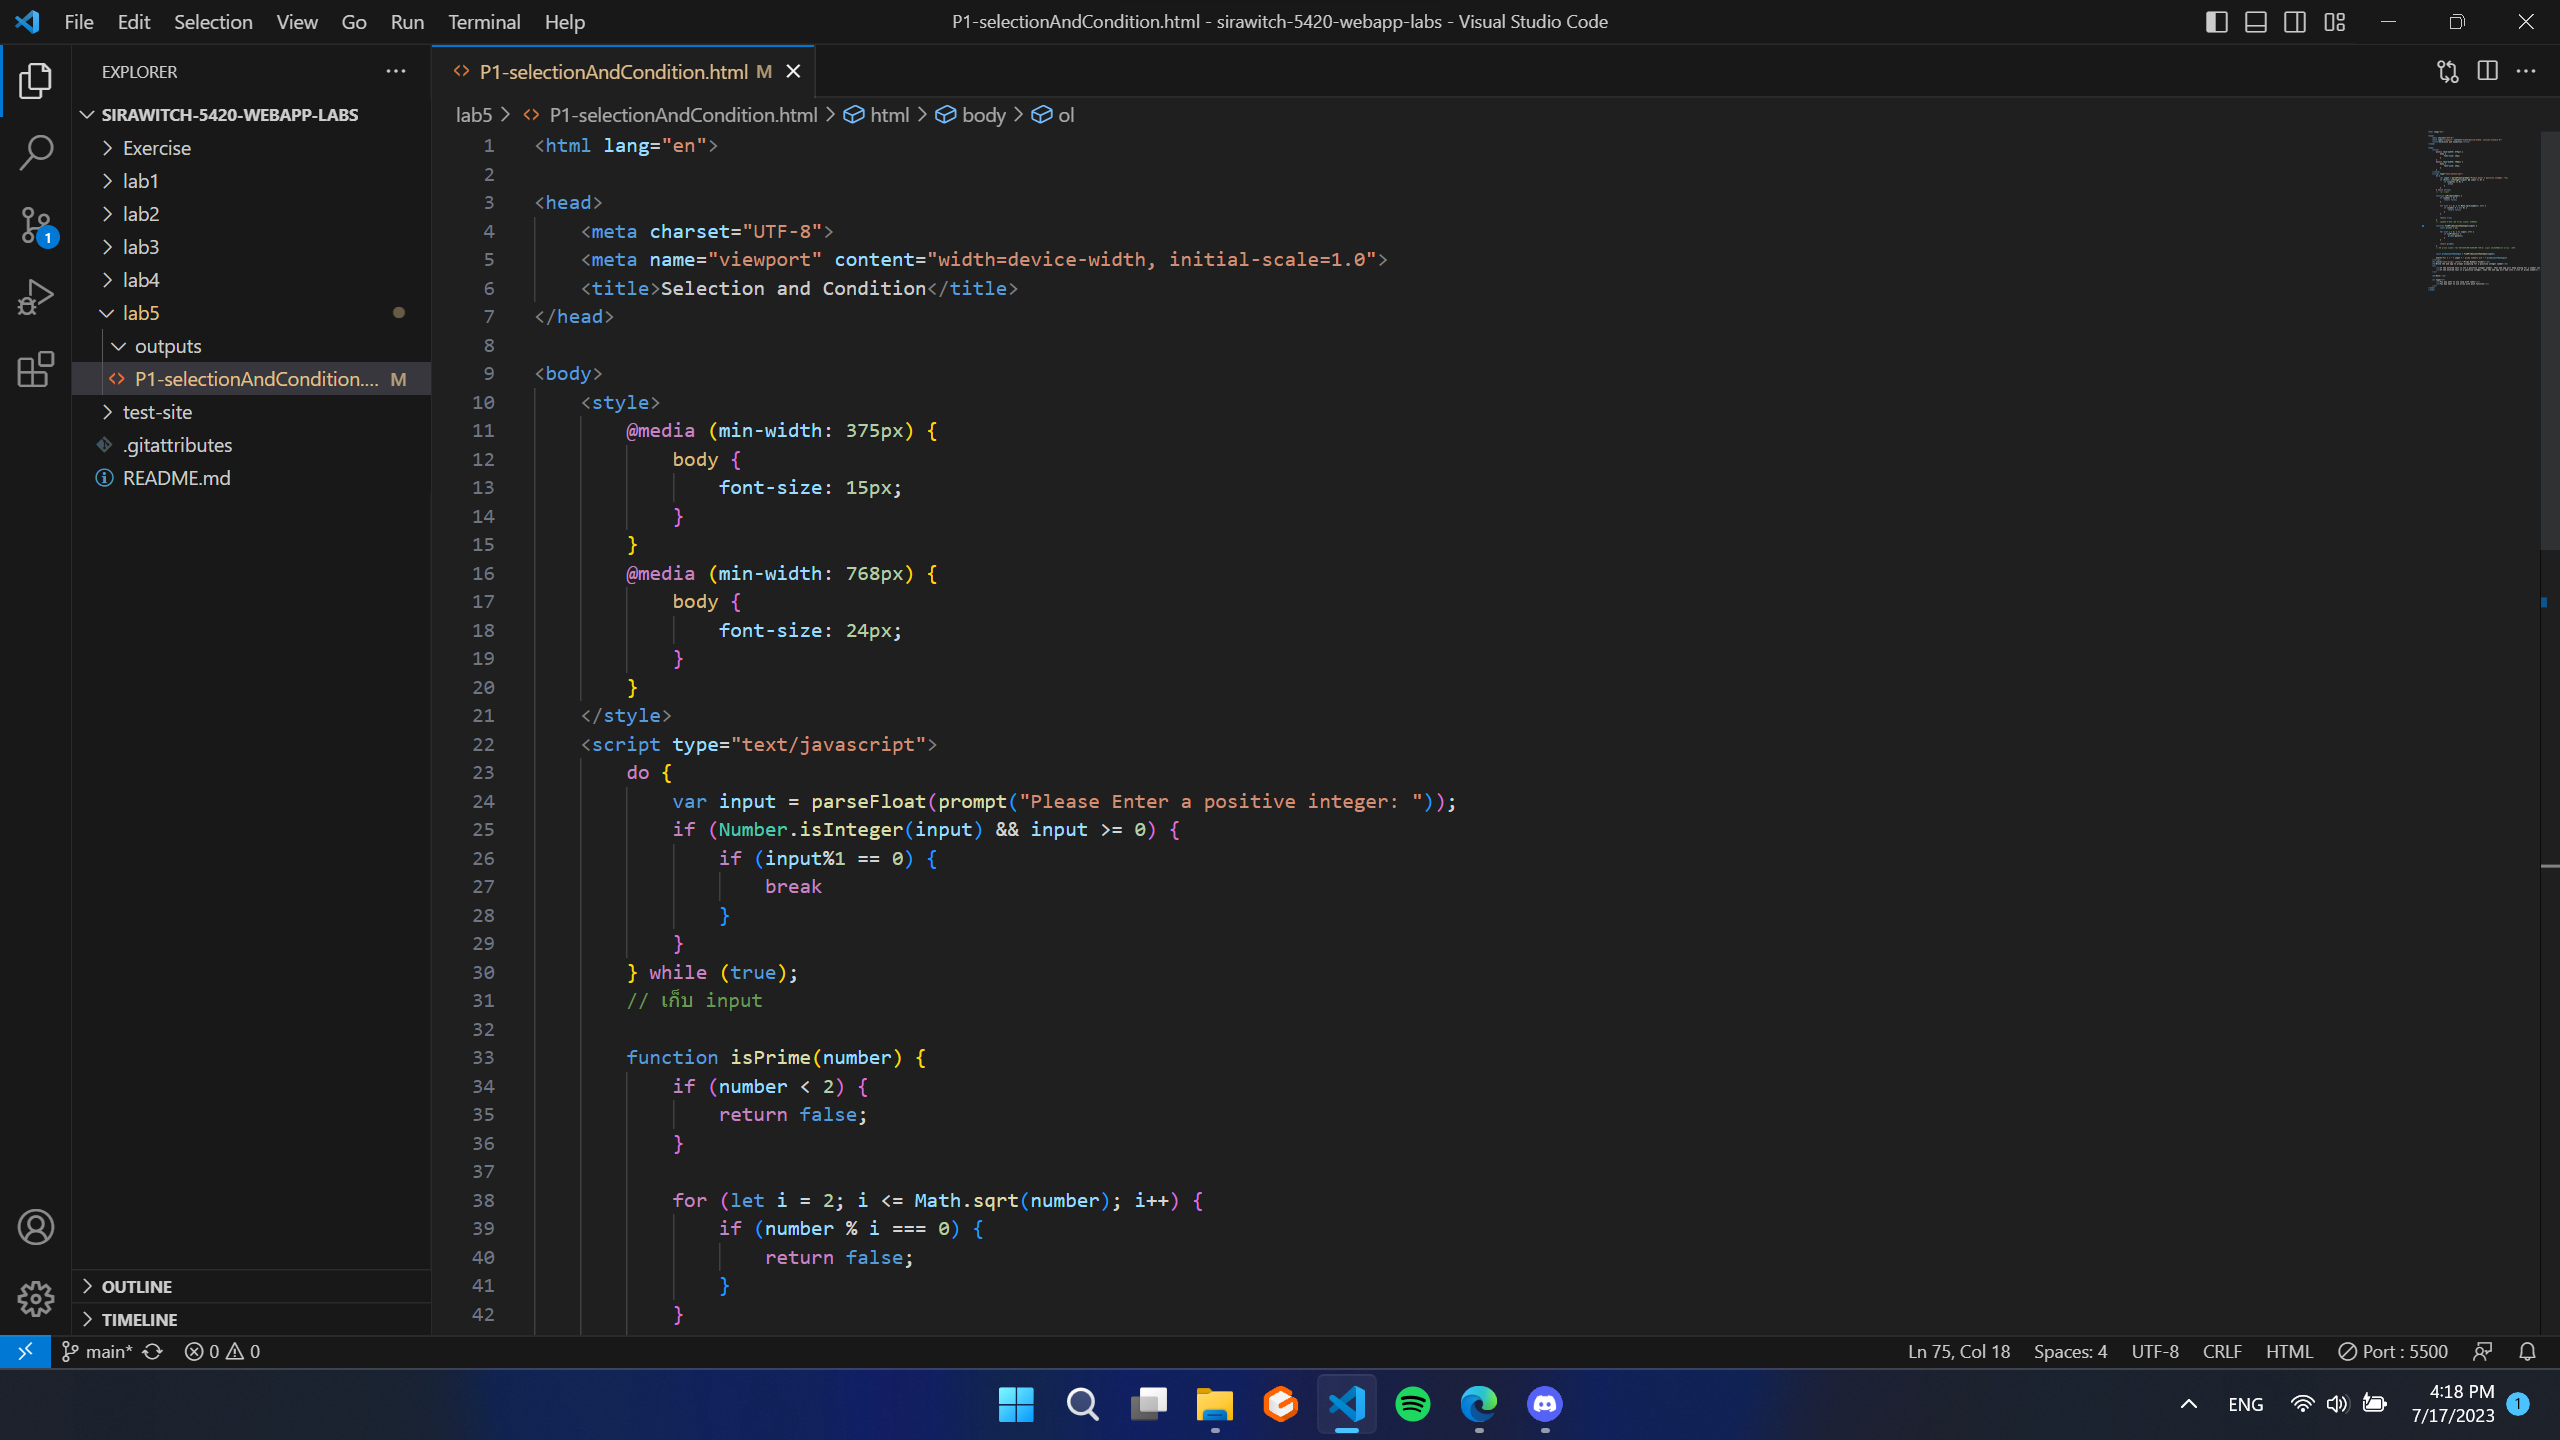 File Edit Selection View Go Run Terminal Help
P1-selectionAndCondition.html - sirawitch-5420-webapp-labs - Visual Studio Code
EXPLORER
SIRAWITCH-5420-WEBAPP-LABS
Exercise
lab1
lab2
lab3
lab4
lab5
outputs
P1-selectionAndCondition.... M
test-site
.gitattributes
README.md
OUTLINE
TIMELINE
1
P1-selectionAndCondition.html M
lab5 > P1-selectionAndCondition.html > html > body > ol
1 <html lang="en">
2
3 <head>
4 <meta charset="UTF-8">
5 <meta name="viewport" content="width=device-width, initial-scale=1.0">
6 <title>Selection and Condition</title>
7 </head>
8
9 <body>
10 <style>
11 @media (min-width: 375px) {
12 body {
13 font-size: 15px;
14 }
15 }
16 @media (min-width: 768px) {
17 body {
18 font-size: 24px;
19 }
20 }
21 </style>
22 <script type="text/javascript">
23 do {
24 var input = parseFloat(prompt("Please Enter a positive integer: "));
25 if (Number.isInteger(input) && input >= 0) {
26 if (input%1 == 0) {
27 break
28 }
29 }
30 } while (true);
31 // เก็บ input
32
33 function isPrime(number) {
34 if (number < 2) {
35 return false;
36 }
37
38 for (let i = 2; i <= Math.sqrt(number); i++) {
39 if (number % i === 0) {
40 return false;
41 }
42 }
main* 0 0
Ln 75, Col 18 Spaces: 4 UTF-8 CRLF HTML Port : 5500
ENG
4:18 PM
7/17/2023
1